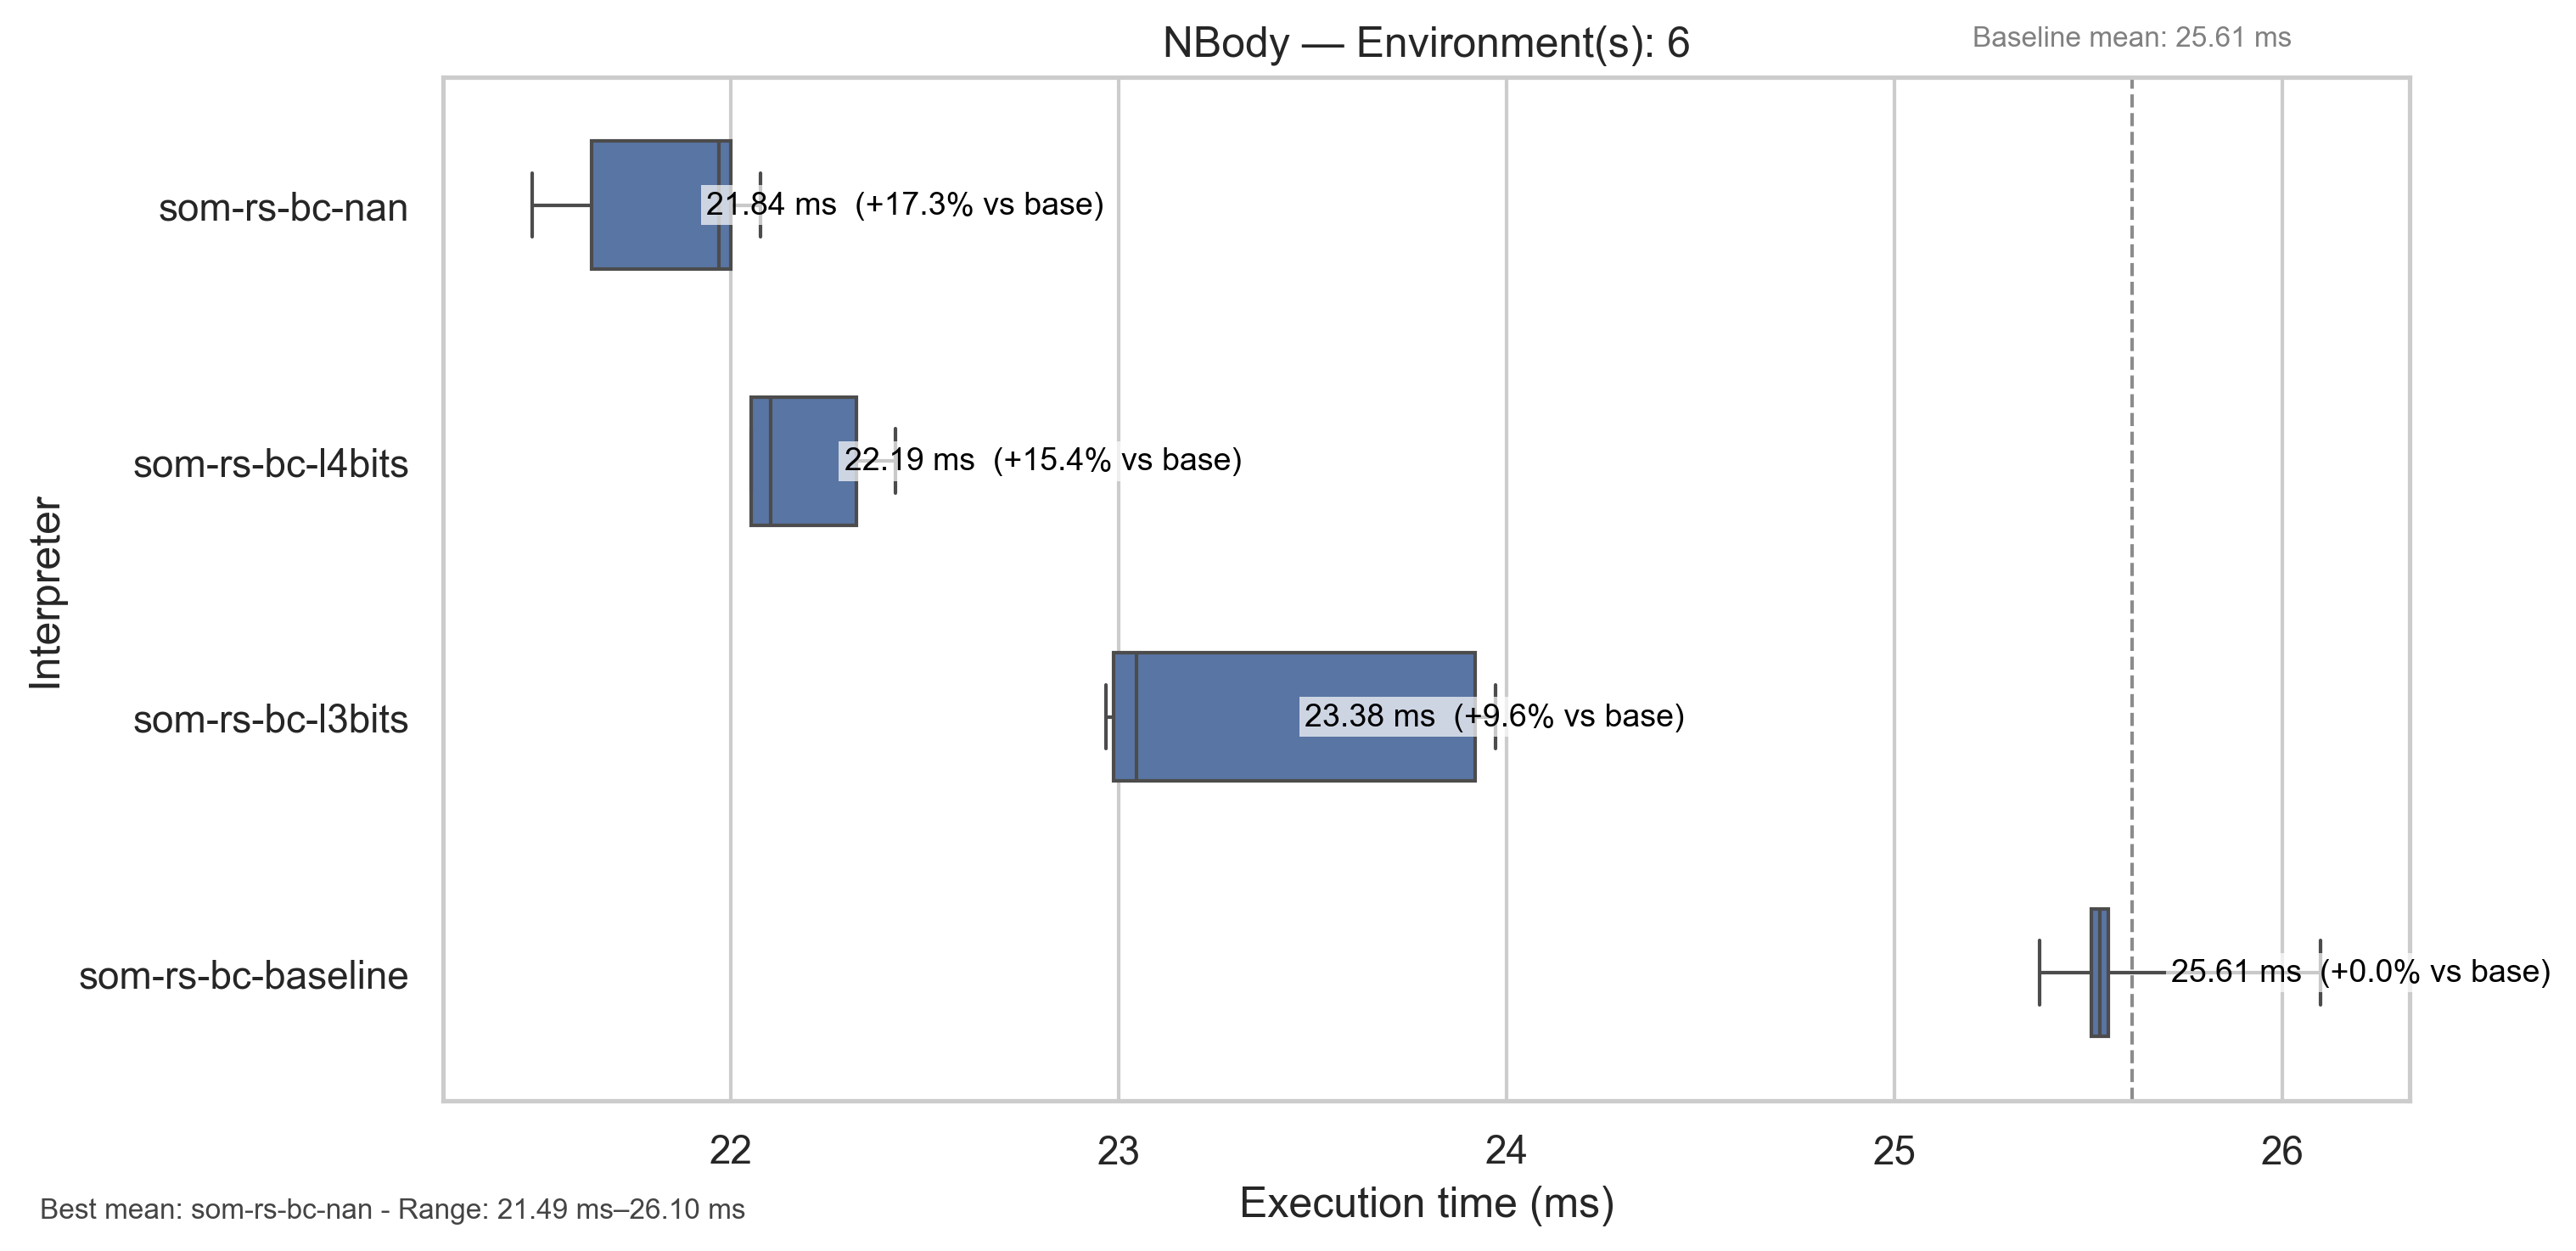 NBody — Environment(s): 6
Baseline mean: 25.61 ms
Interpreter
som-rs-bc-nan
21.84 ms  (+17.3% vs base)
som-rs-bc-l4bits
22.19 ms  (+15.4% vs base)
som-rs-bc-l3bits
23.38 ms  (+9.6% vs base)
som-rs-bc-baseline
25.61 ms  (+0.0% vs base)
22 23 24 25 26
Execution time (ms)
Best mean: som-rs-bc-nan - Range: 21.49 ms–26.10 ms